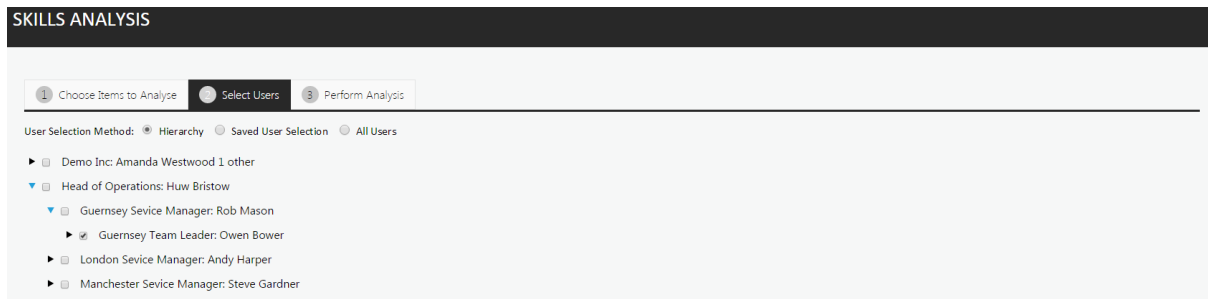 SKILLS ANALYSIS
1 Choose Items to Analyse 2 Select Users 3 Perform Analysis
User Selection Method: Hierarchy Saved User Selection All Users
Demo Inc: Amanda Westwood 1 other
Head of Operations: Huw Bristow
Guernsey Sevice Manager: Rob Mason
Guernsey Team Leader: Owen Bower
London Sevice Manager: Andy Harper
Manchester Sevice Manager: Steve Gardner